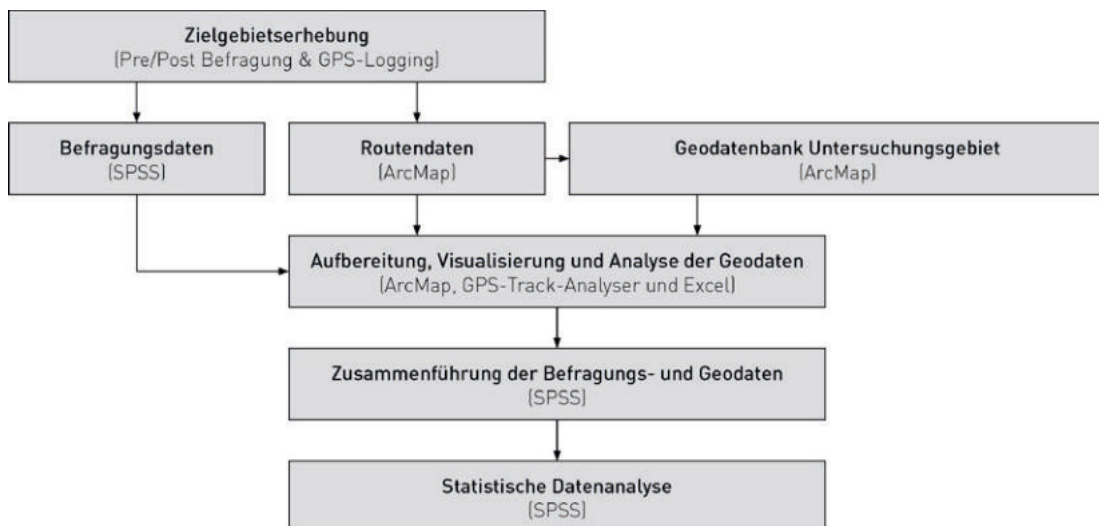 Zielgebietserhebung
(Pre/Post Befragung & GPS-Logging)
Befragungsdaten
(SPSS)
Routendaten
(ArcMap)
Geodatenbank Untersuchungsgebiet
(ArcMap)
Aufbereitung, Visualisierung und Analyse der Geodaten
(ArcMap, GPS-Track-Analyser und Excel)
Zusammenführung der Befragungs- und Geodaten
(SPSS)
Statistische Datenanalyse
(SPSS)